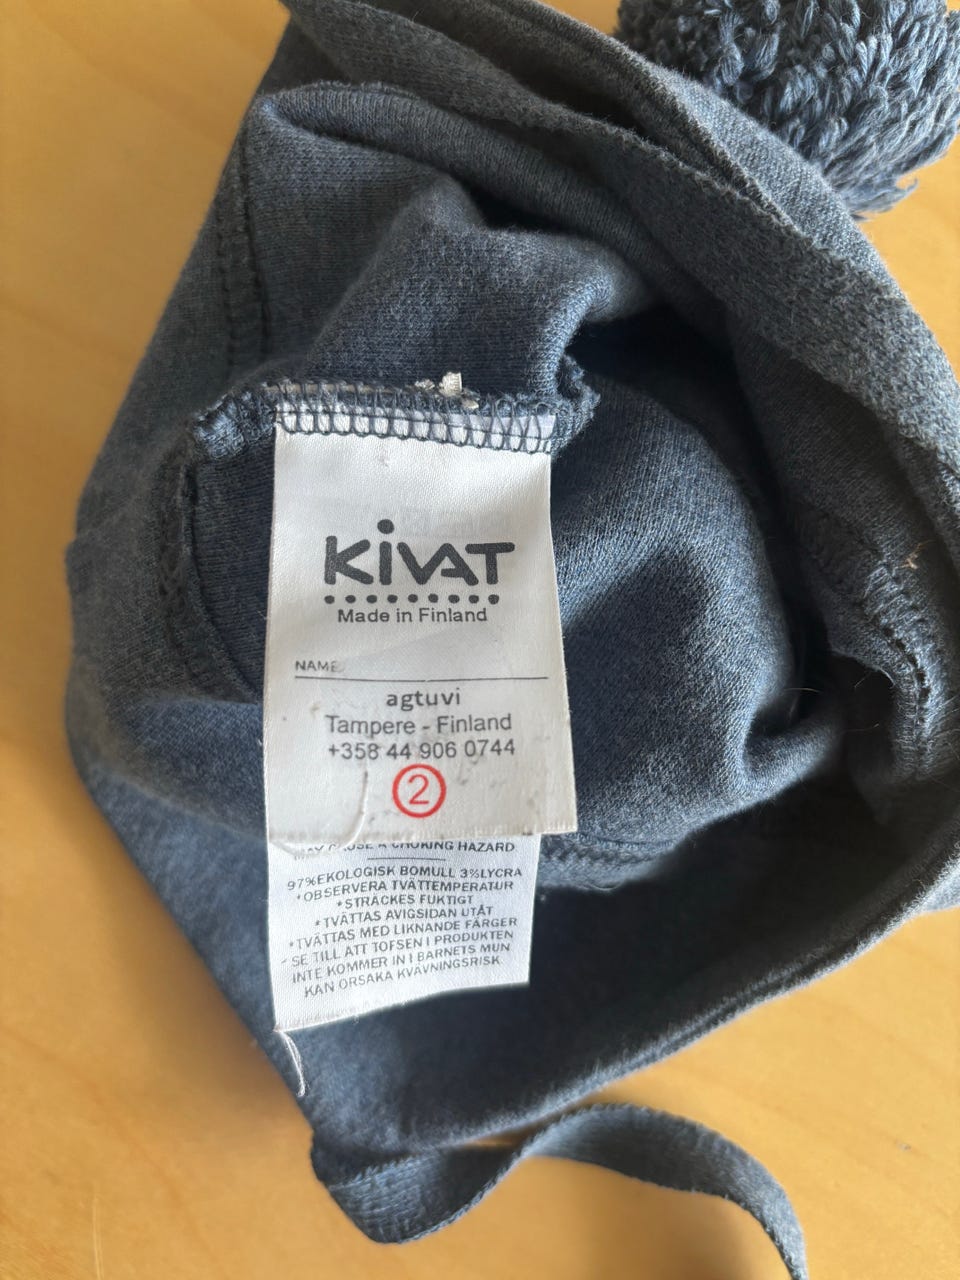 KiVAT
Made in Finland
NAME
agtuvi
Tampere - Finland
+358 44 906 0744
2
MAY CAUSE A CHOKING HAZARD
97%EKOLOGISK BOMULL 3%LYCRA
*OBSERVERA TVÄTTEMPERATUR
*STRÄCKES FUKTIGT
*TVÄTTAS AVIGSIDAN UTÅT
*TVÄTTAS MED LIKNANDE FÄRGER
- SE TILL ATT TOFSEN I PRODUKTEN
INTE KOMMER IN I BARNETS MUN
KAN ORSAKA KVÄVNINGSRISK